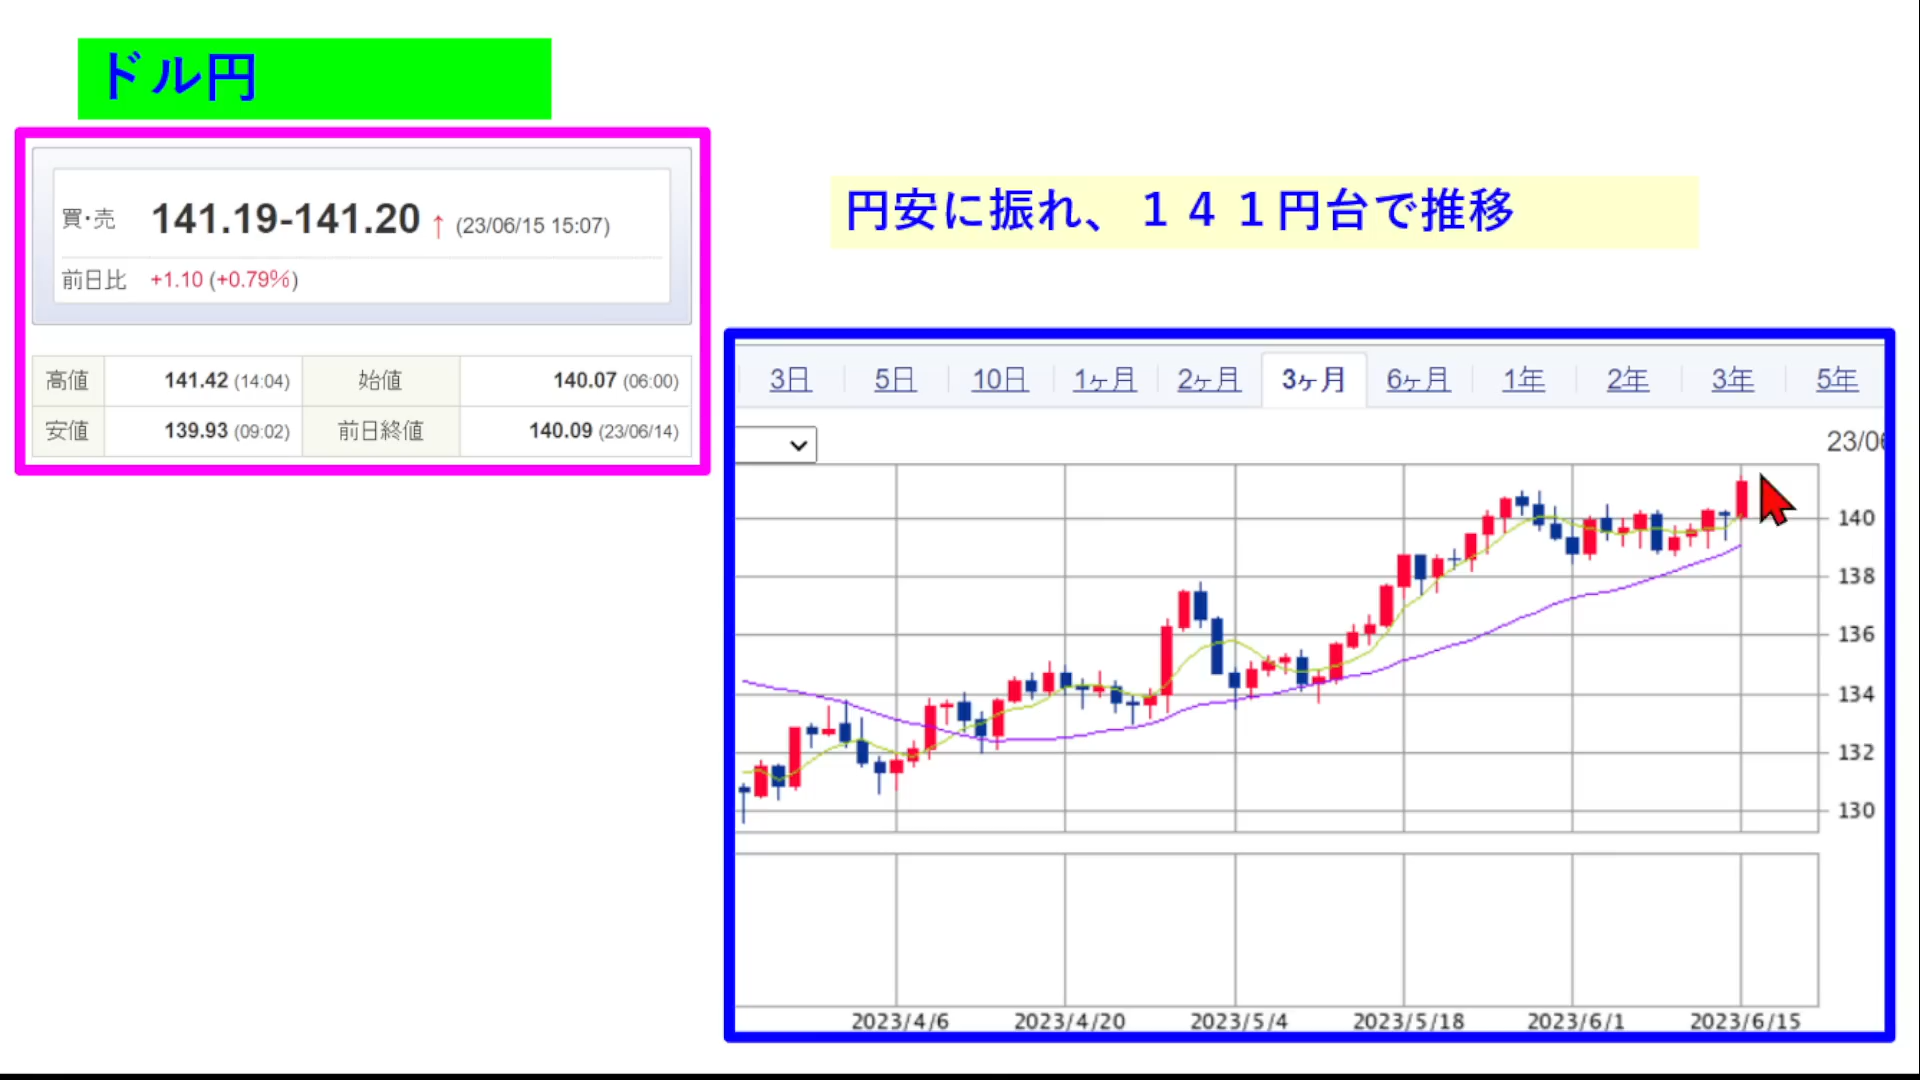 ドル円
買・売 141.19-141.20 ↑ (23/06/15 15:07)
前日比 +1.10 (+0.79%)
高値 141.42 (14:04) 始値 140.07 (06:00)
安値 139.93 (09:02) 前日終値 140.09 (23/06/14)
円安に振れ、１４１円台で推移
3日 5日 10日 1ヶ月 2ヶ月 3ヶ月 6ヶ月 1年 2年 3年 5年
23/06
140
138
136
134
132
130
2023/4/6 2023/4/20 2023/5/4 2023/5/18 2023/6/1 2023/6/15